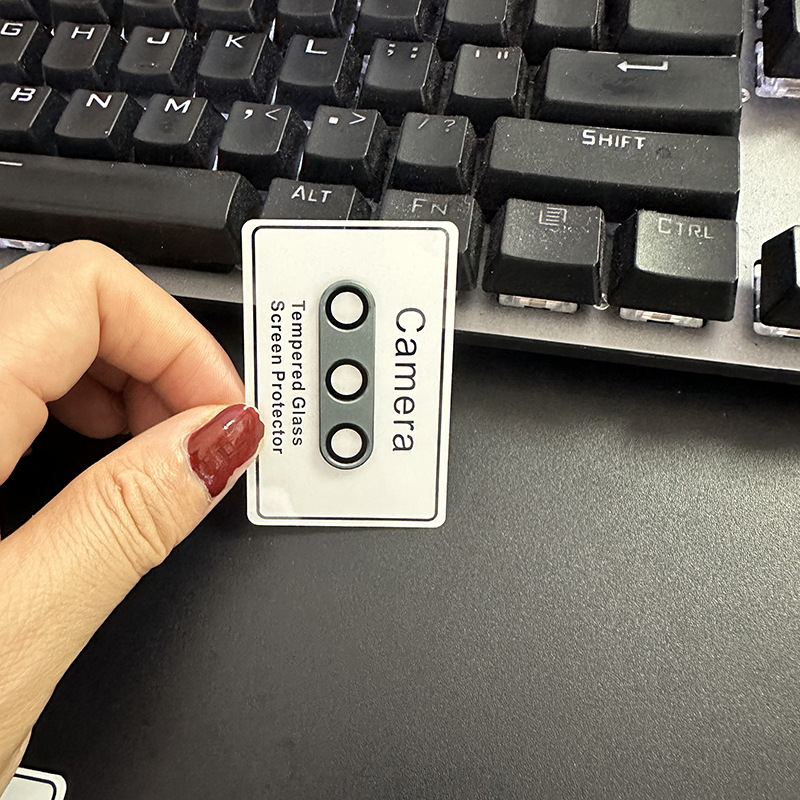 G H J K L ; : ' "
B N M , < . > / ? SHIFT
ALT FN CTRL
Camera
Tempered Glass
Screen Protector